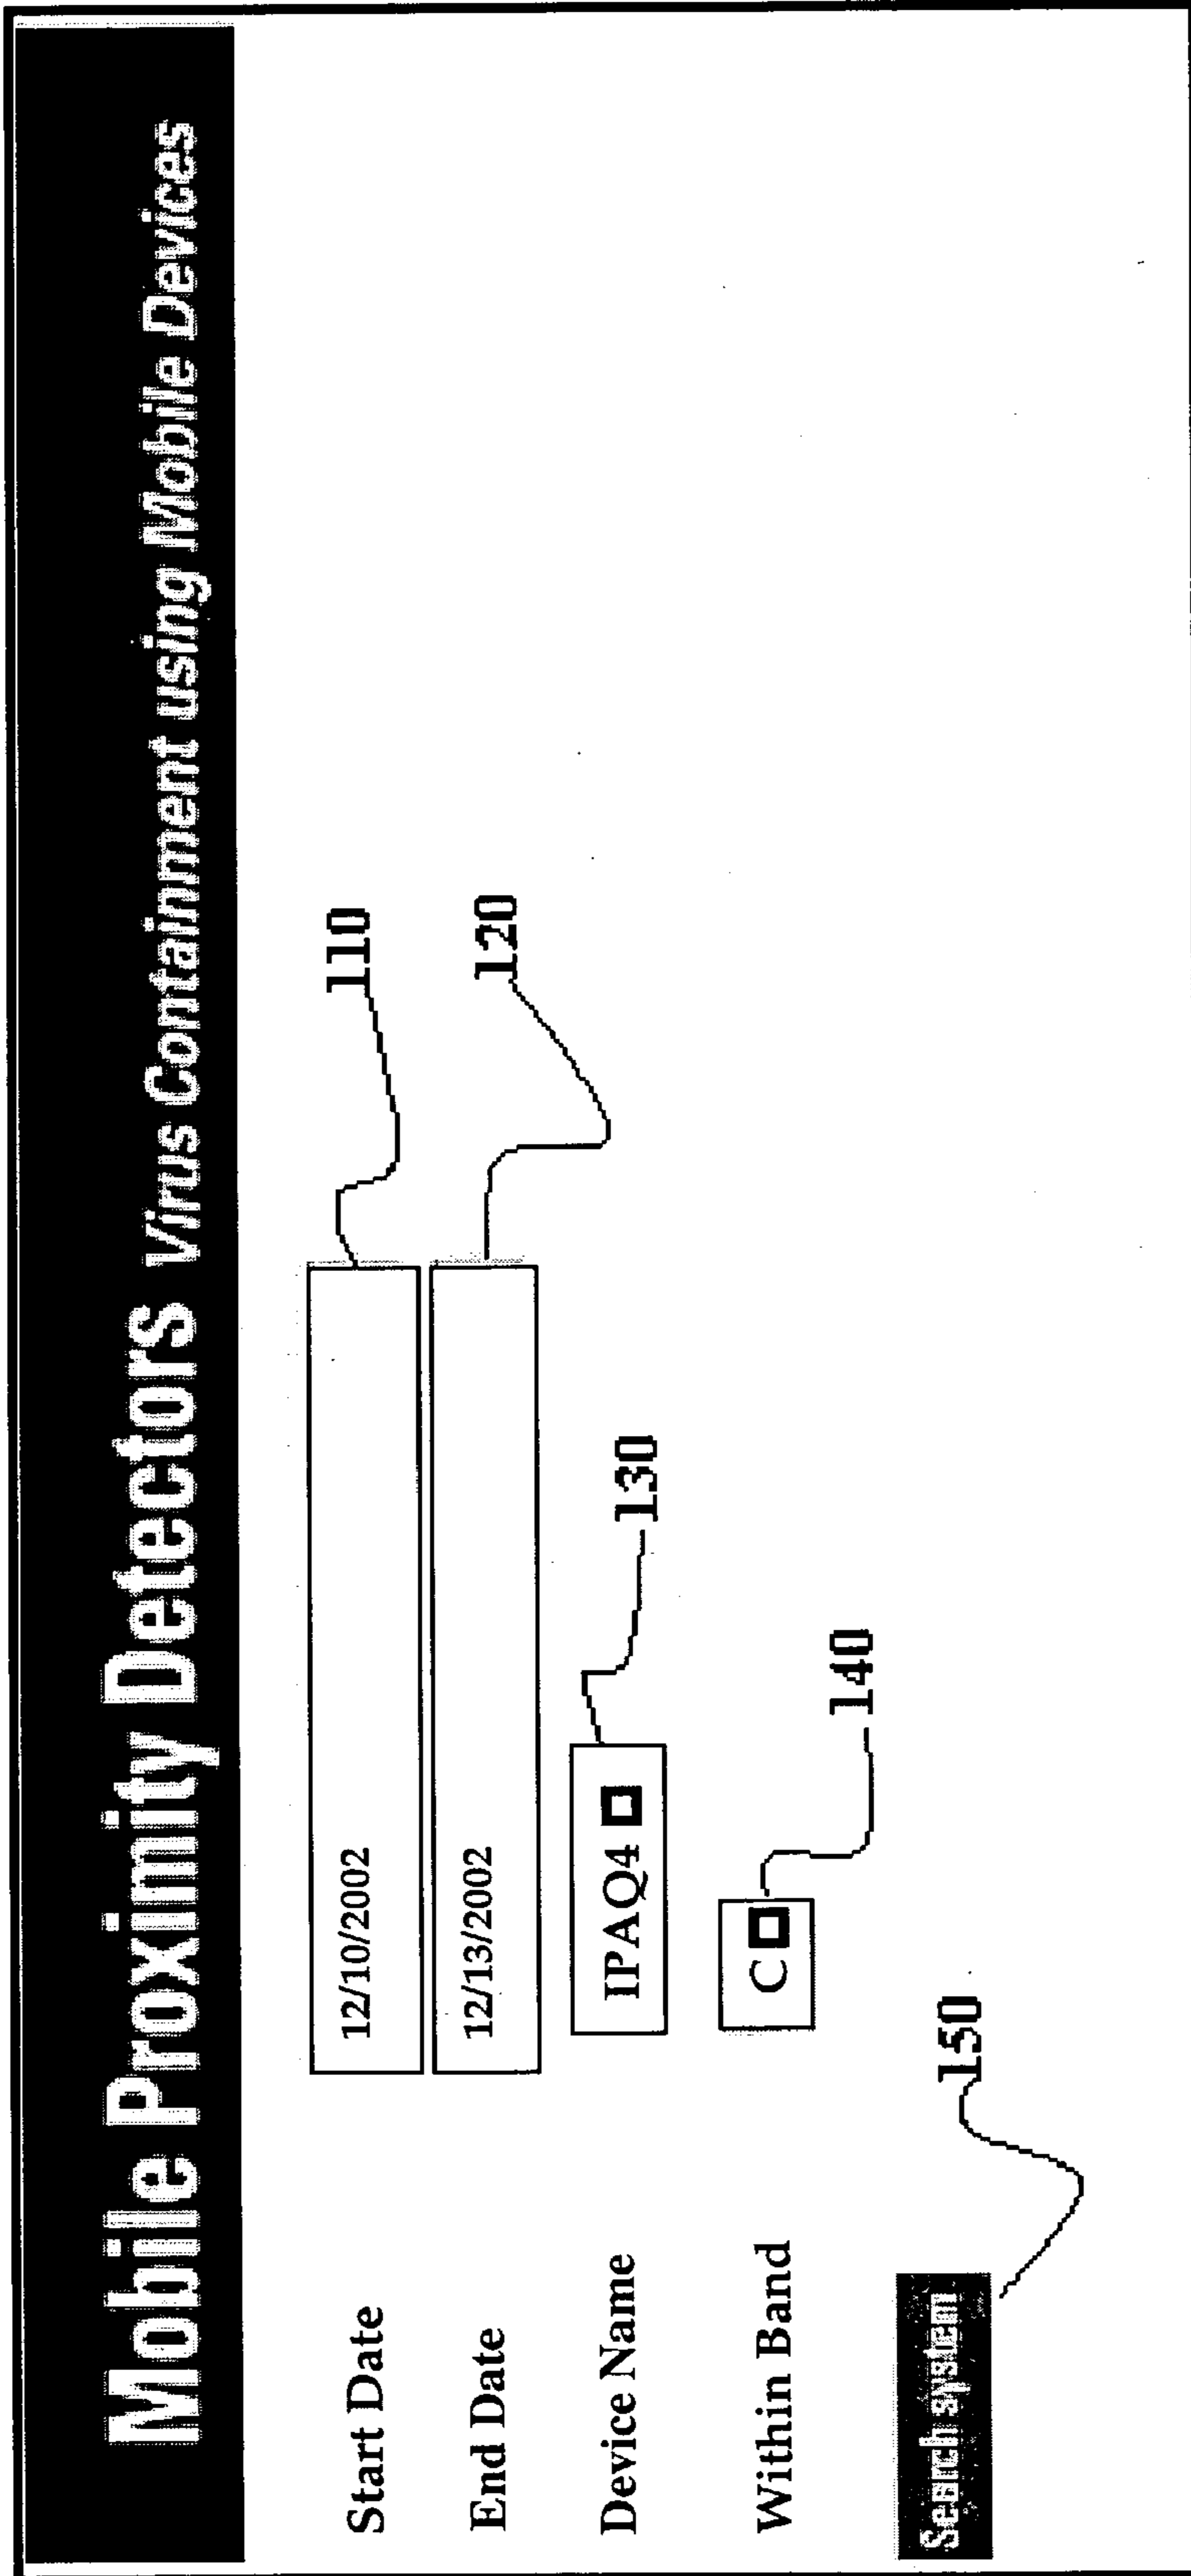 Mobile Proximity Detectors Virus Containment using Mobile Devices
Start Date 12/10/2002 110
End Date 12/13/2002 120
Device Name IPAQ4 130
Within Band C 140
Search system 150